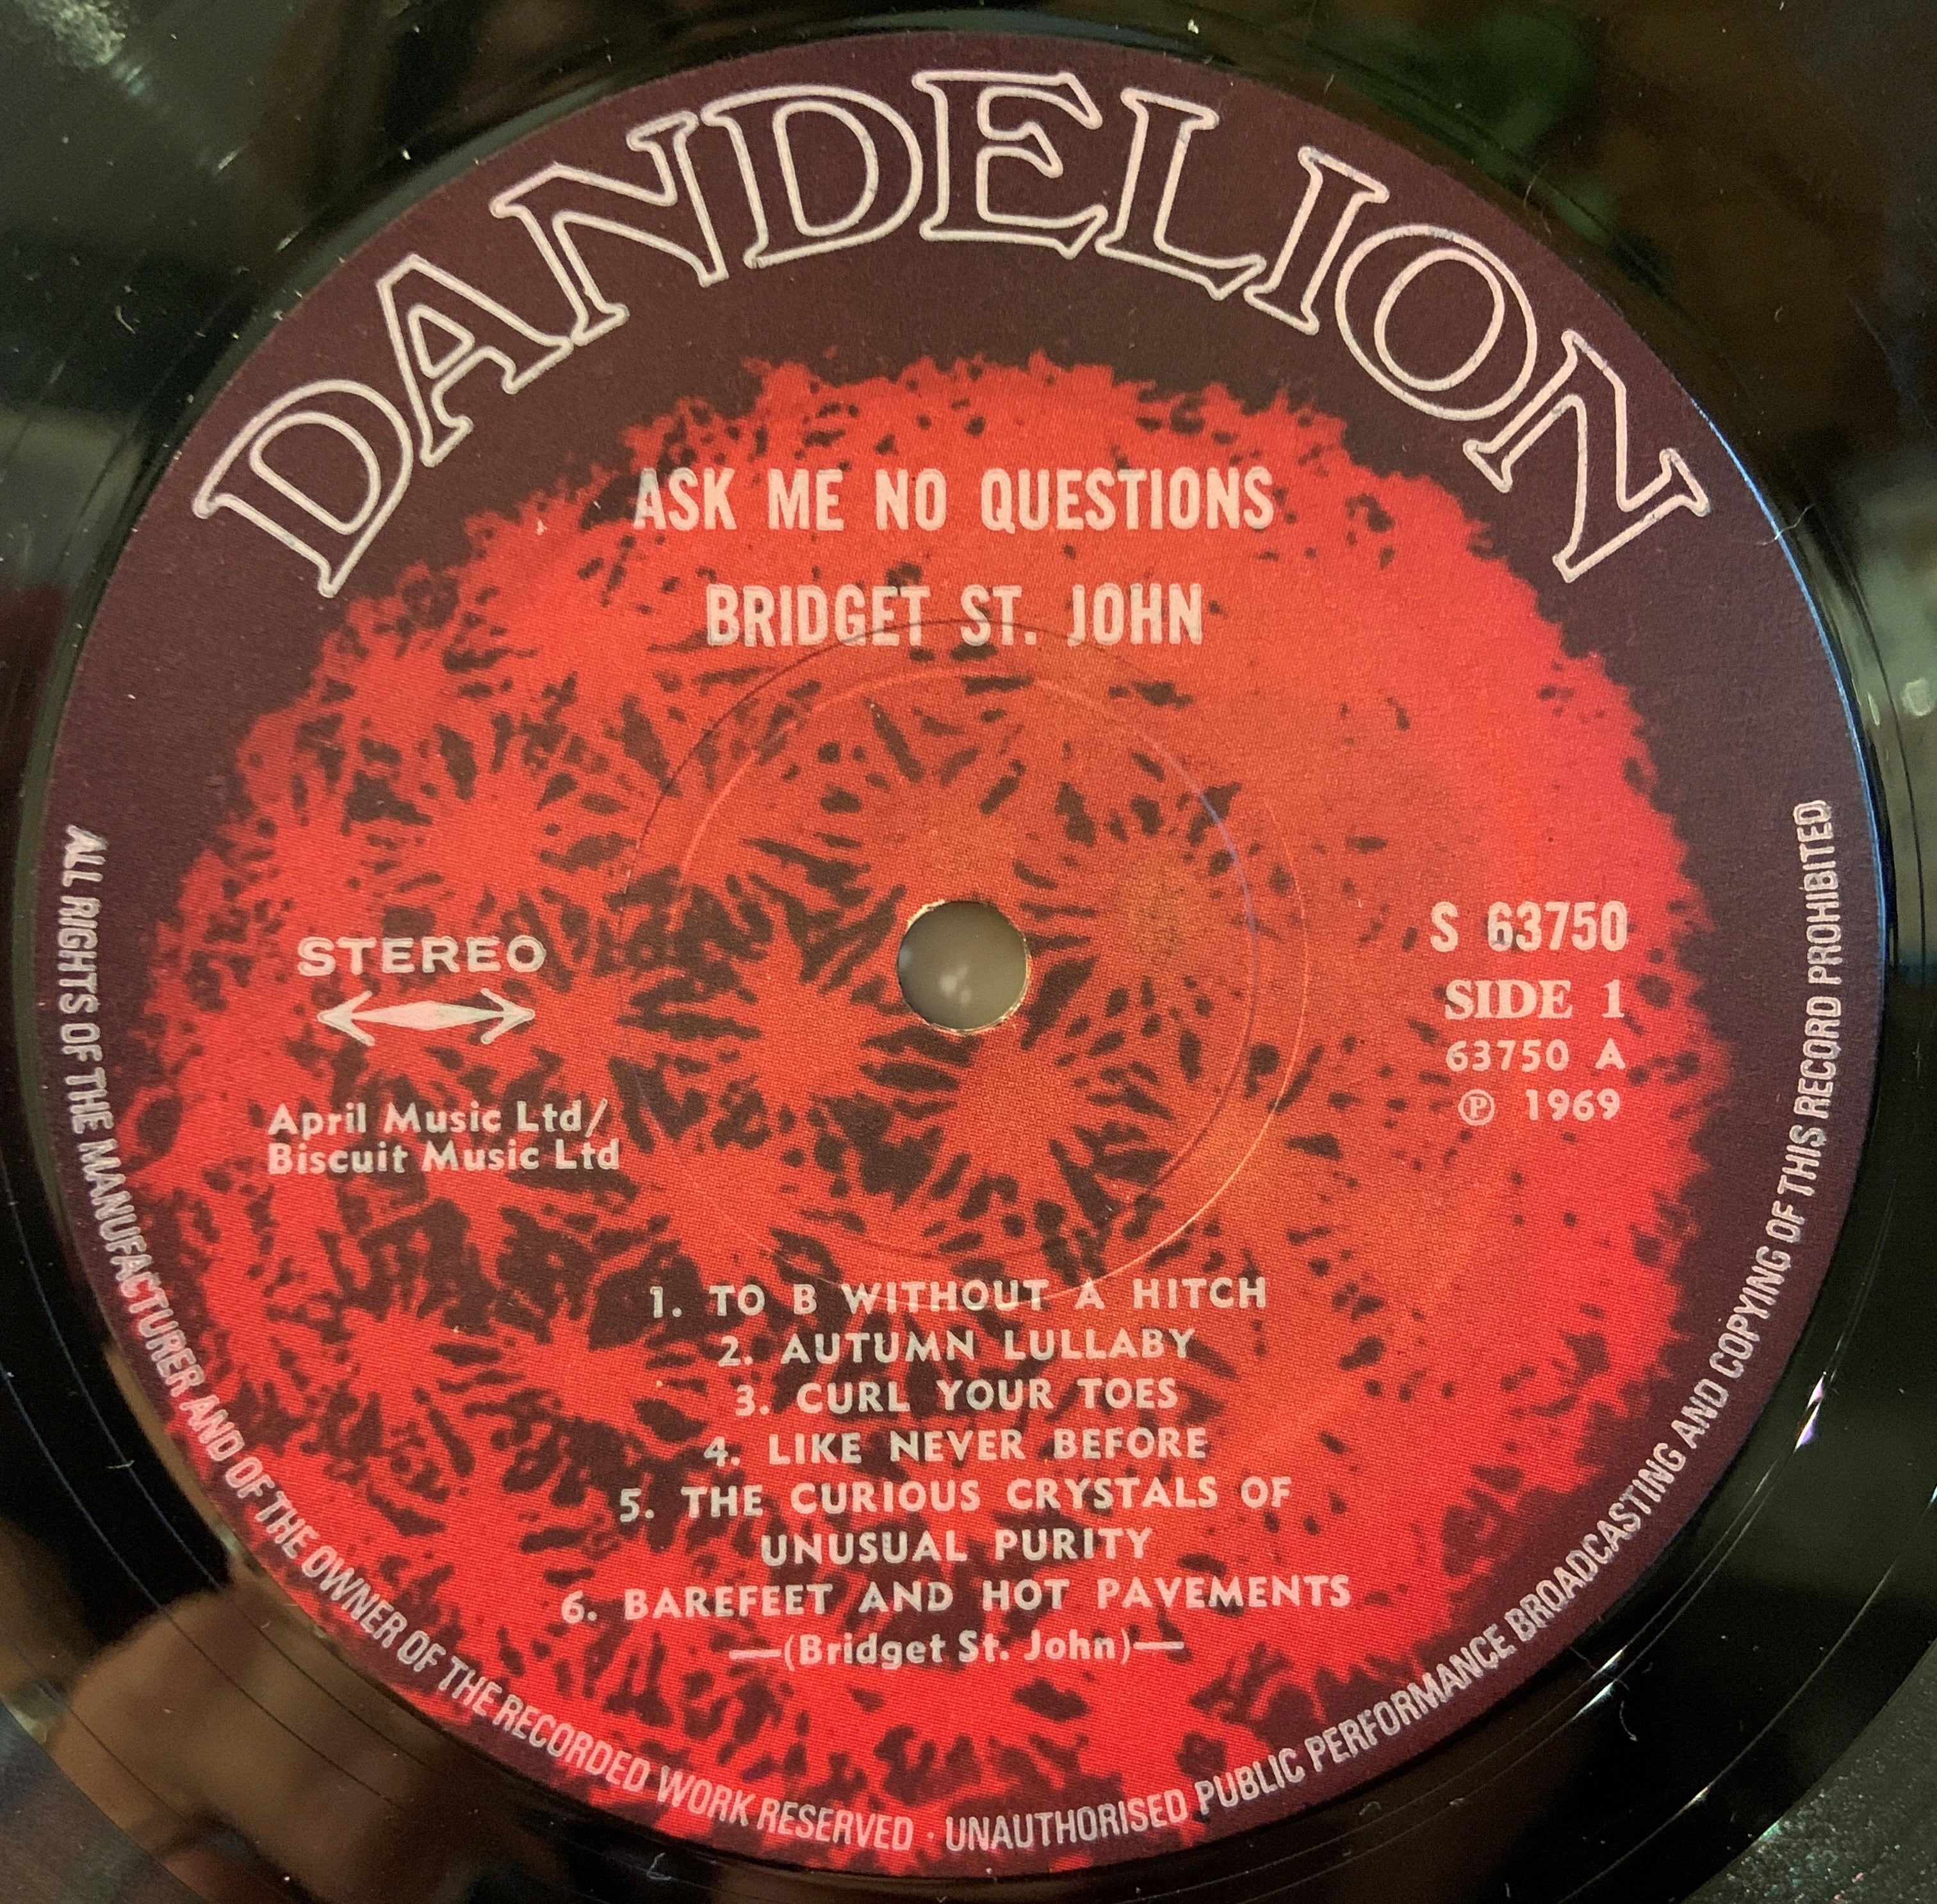 DANDELION
ASK ME NO QUESTIONS
BRIDGET ST. JOHN
STEREO
S 63750
SIDE 1
63750 A
℗ 1969
April Music Ltd/
Biscuit Music Ltd
1. TO B WITHOUT A HITCH
2. AUTUMN LULLABY
3. CURL YOUR TOES
4. LIKE NEVER BEFORE
5. THE CURIOUS CRYSTALS OF
UNUSUAL PURITY
6. BAREFEET AND HOT PAVEMENTS
—(Bridget St. John)—
ALL RIGHTS OF THE MANUFACTURER AND OF THE OWNER OF THE RECORDED WORK RESERVED · UNAUTHORISED PUBLIC PERFORMANCE BROADCASTING AND COPYING OF THIS RECORD PROHIBITED